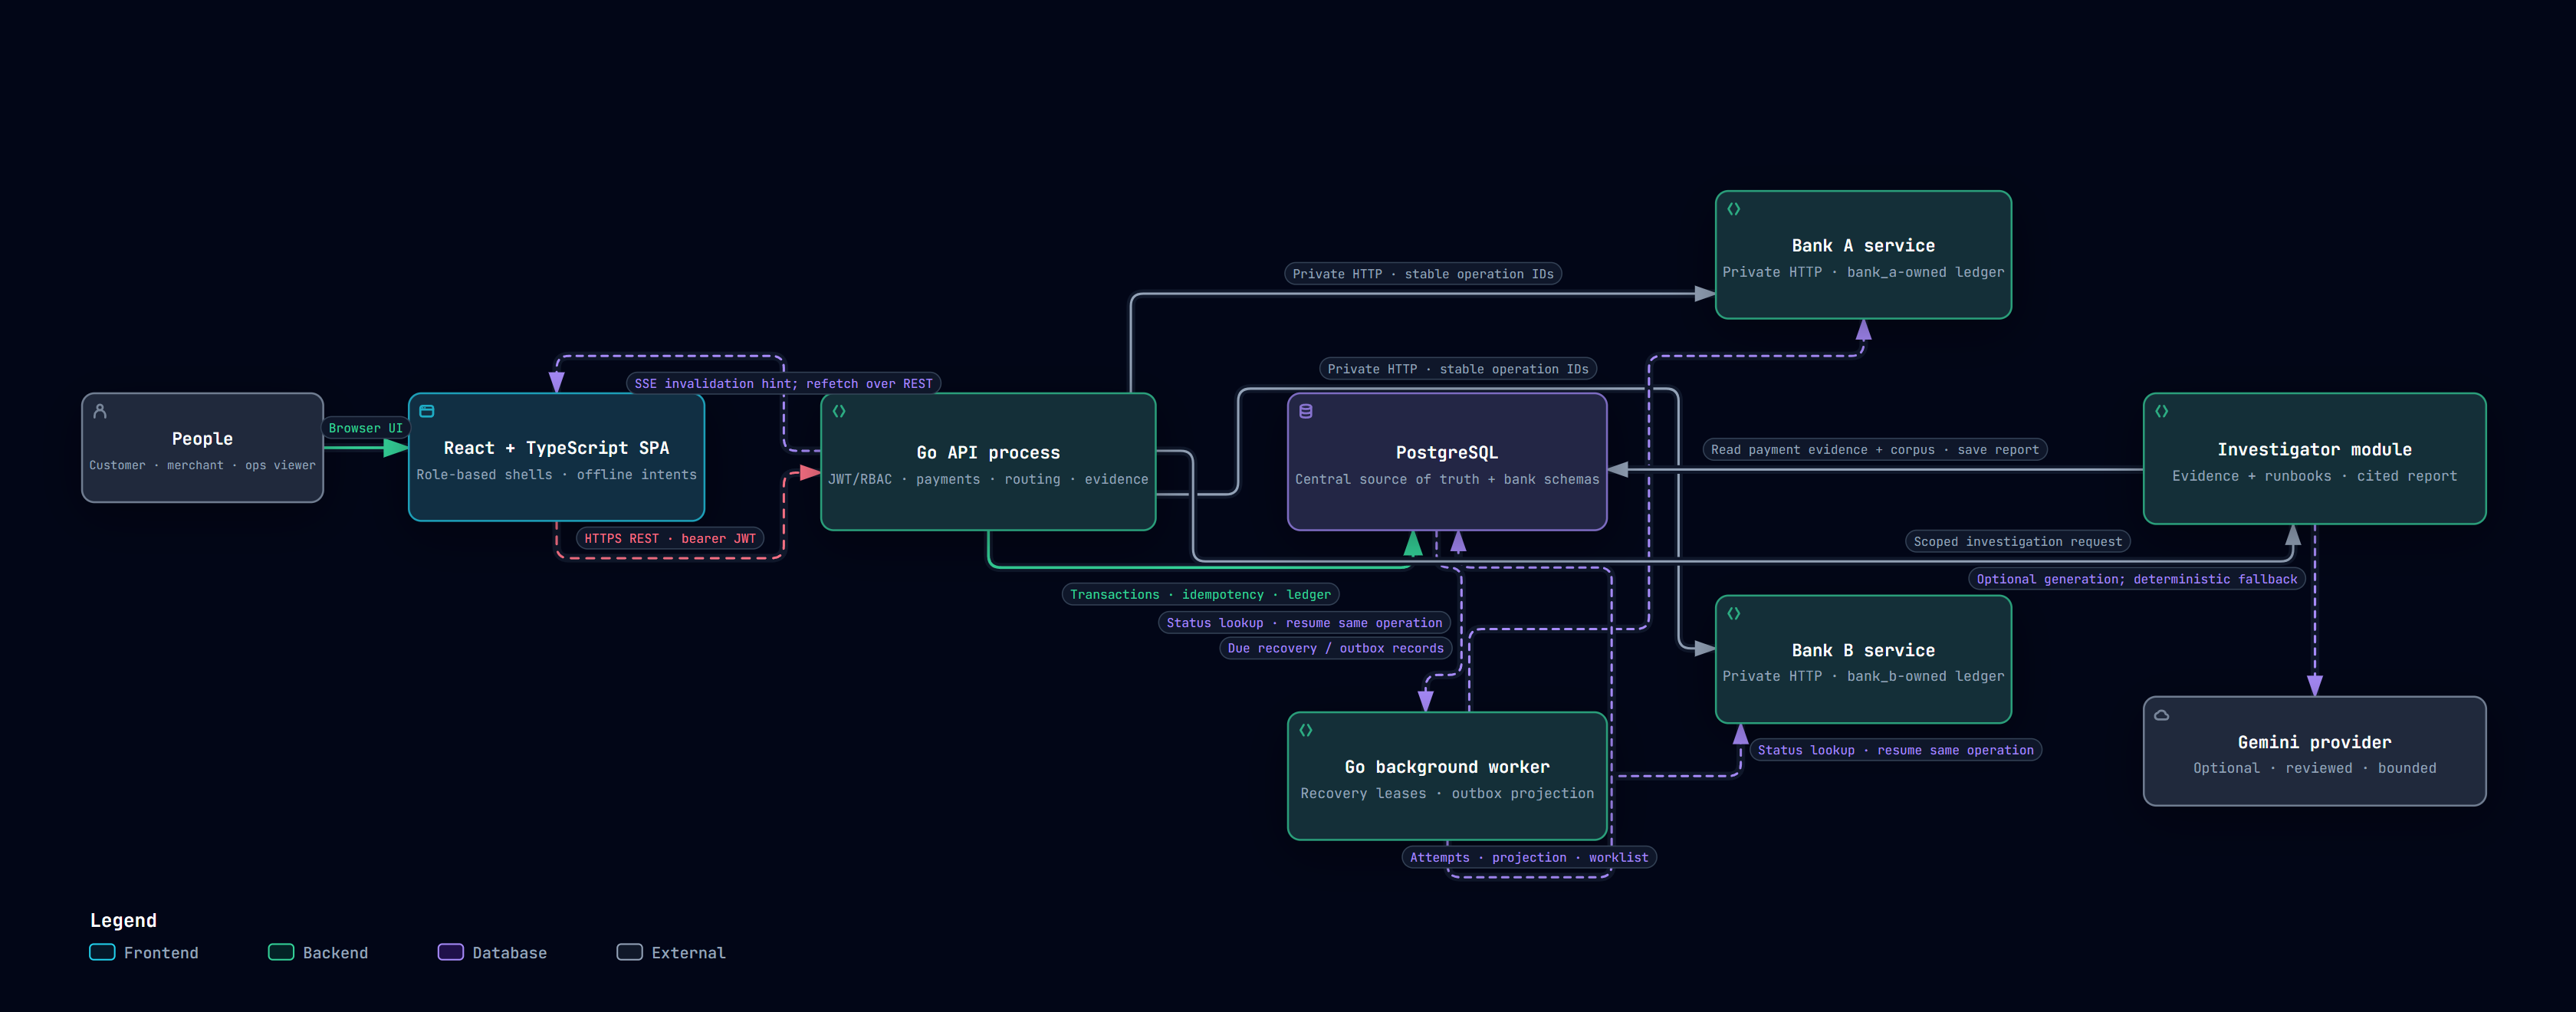 Bank A service
Private HTTP · bank_a-owned ledger
Private HTTP · stable operation IDs
Private HTTP · stable operation IDs
SSE invalidation hint; refetch over REST
People
Customer · merchant · ops viewer
Browser UI
React + TypeScript SPA
Role-based shells · offline intents
HTTPS REST · bearer JWT
Go API process
JWT/RBAC · payments · routing · evidence
PostgreSQL
Central source of truth + bank schemas
Read payment evidence + corpus · save report
Investigator module
Evidence + runbooks · cited report
Scoped investigation request
Optional generation; deterministic fallback
Transactions · idempotency · ledger
Status lookup · resume same operation
Due recovery / outbox records
Bank B service
Private HTTP · bank_b-owned ledger
Status lookup · resume same operation
Gemini provider
Optional · reviewed · bounded
Go background worker
Recovery leases · outbox projection
Attempts · projection · worklist
Legend
Frontend
Backend
Database
External